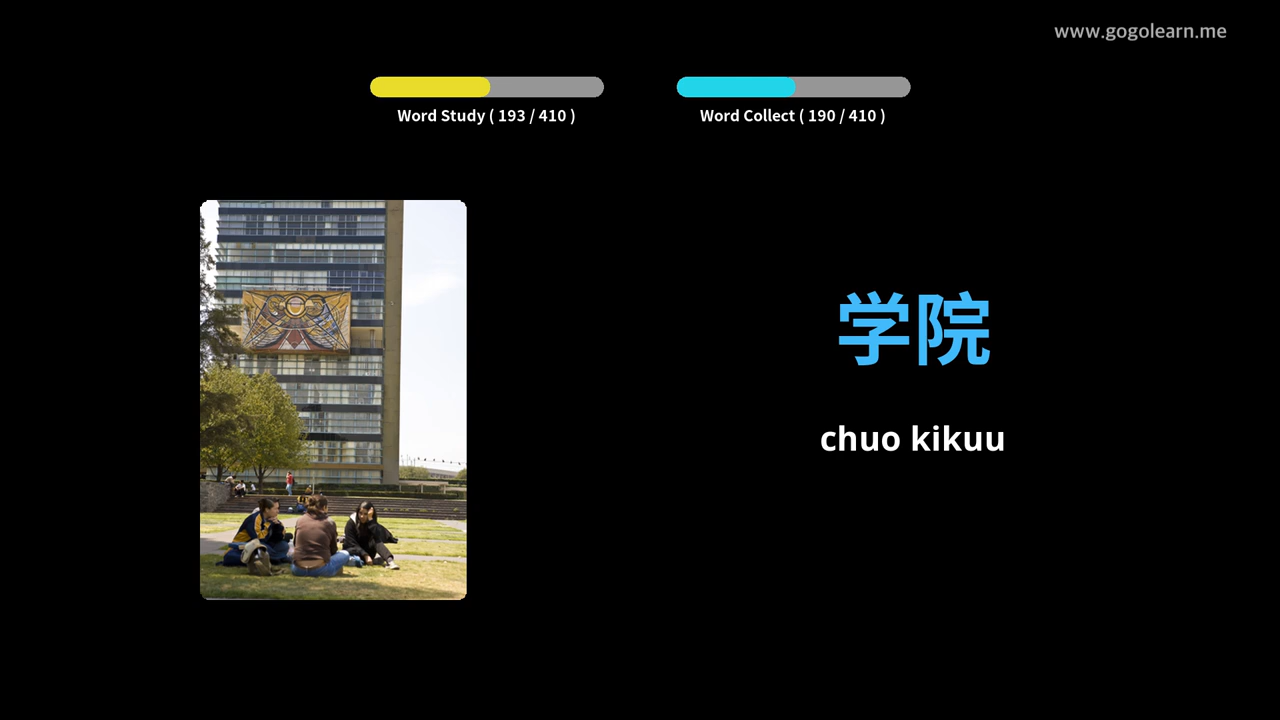 www.gogolearn.me
Word Study ( 193 / 410 )
Word Collect ( 190 / 410 )
学院
chuo kikuu